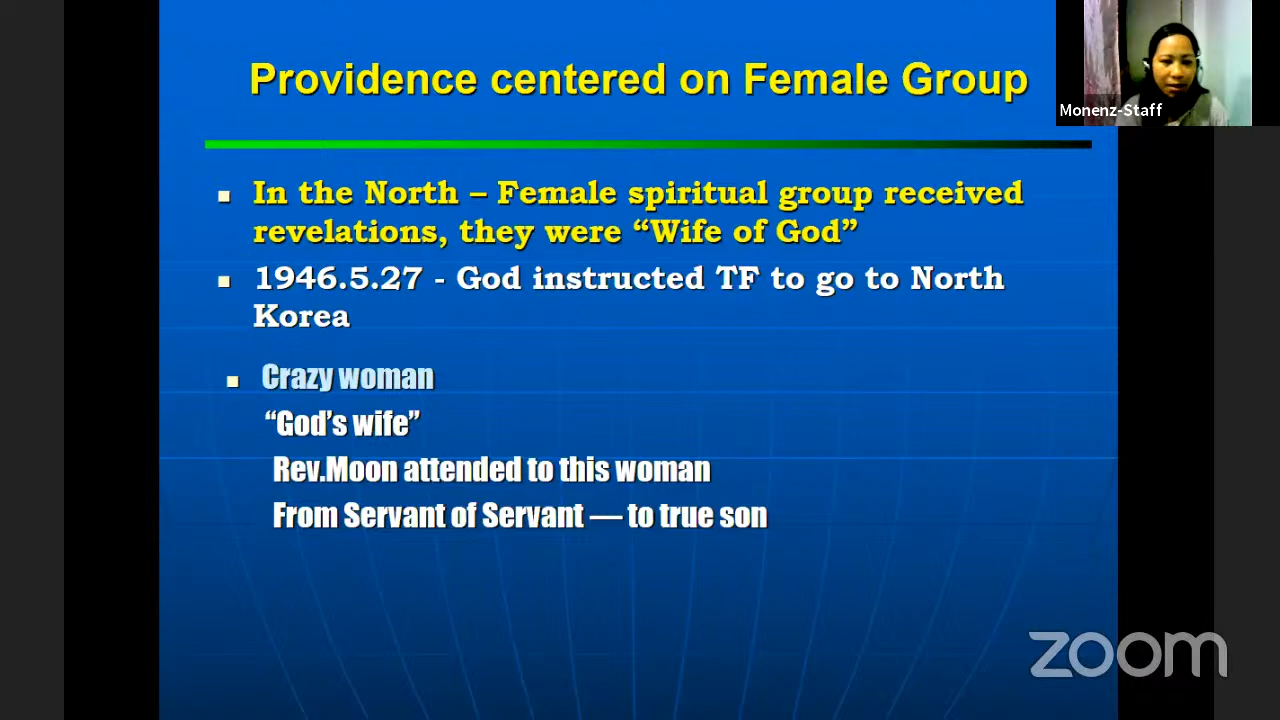 Providence centered on Female Group
Monenz-Staff
In the North – Female spiritual group received
revelations, they were “Wife of God”
1946.5.27 - God instructed TF to go to North
Korea
Crazy woman
“God’s wife”
Rev.Moon attended to this woman
From Servant of Servant — to true son
zoom